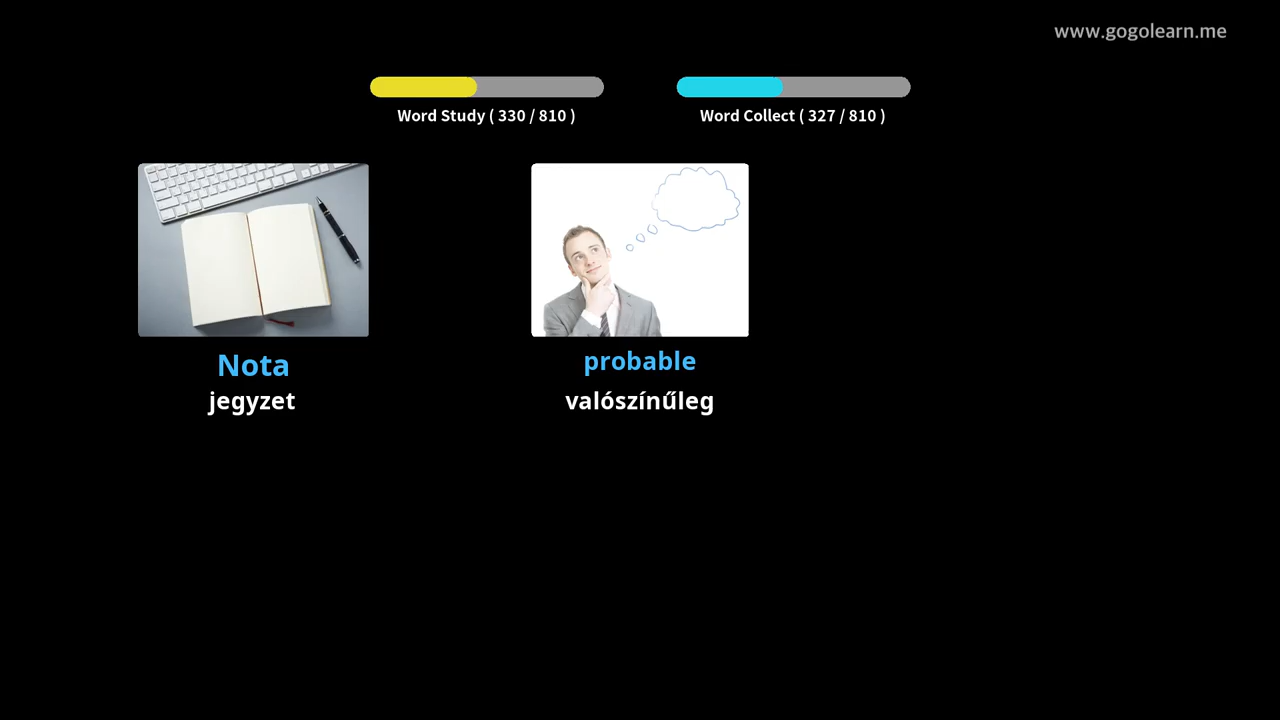 www.gogolearn.me
Word Study ( 330 / 810 )
Word Collect ( 327 / 810 )
Nota
jegyzet
probable
valószínűleg